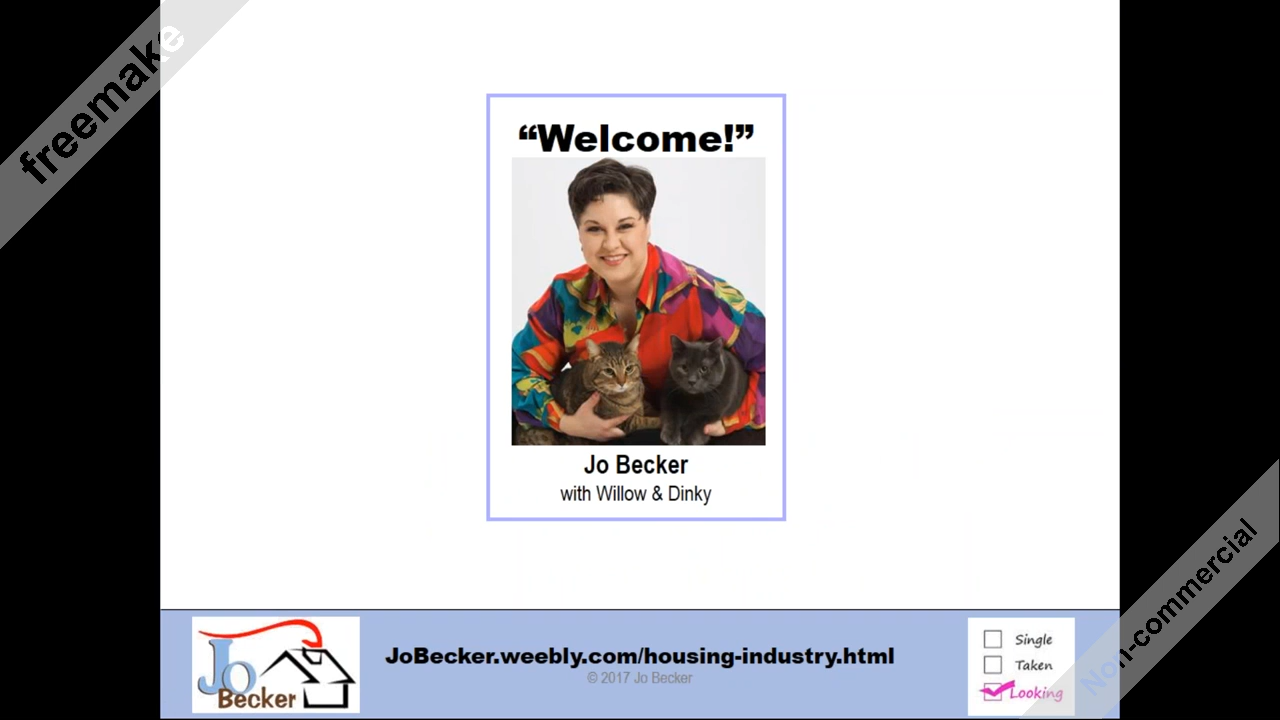 freemake
“Welcome!”
Jo Becker
with Willow & Dinky
Jo
Becker
JoBecker.weebly.com/housing-industry.html
© 2017 Jo Becker
Single
Taken
Looking
Non-commercial